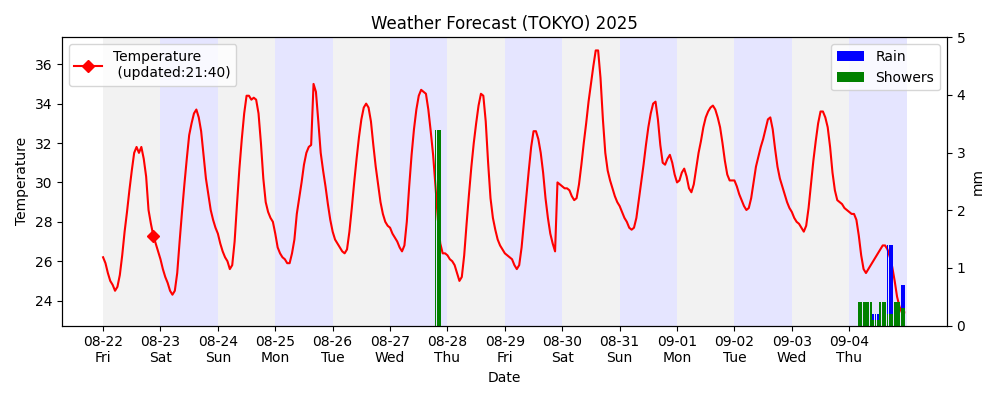 Weather Forecast (TOKYO) 2025
Temperature
(updated:21:40)
Rain
Showers
Temperature
36
34
32
30
28
26
24
5
4
3
2
1
0
mm
08-22 08-23 08-24 08-25 08-26 08-27 08-28 08-29 08-30 08-31 09-01 09-02 09-03 09-04
Fri Sat Sun Mon Tue Wed Thu Fri Sat Sun Mon Tue Wed Thu
Date